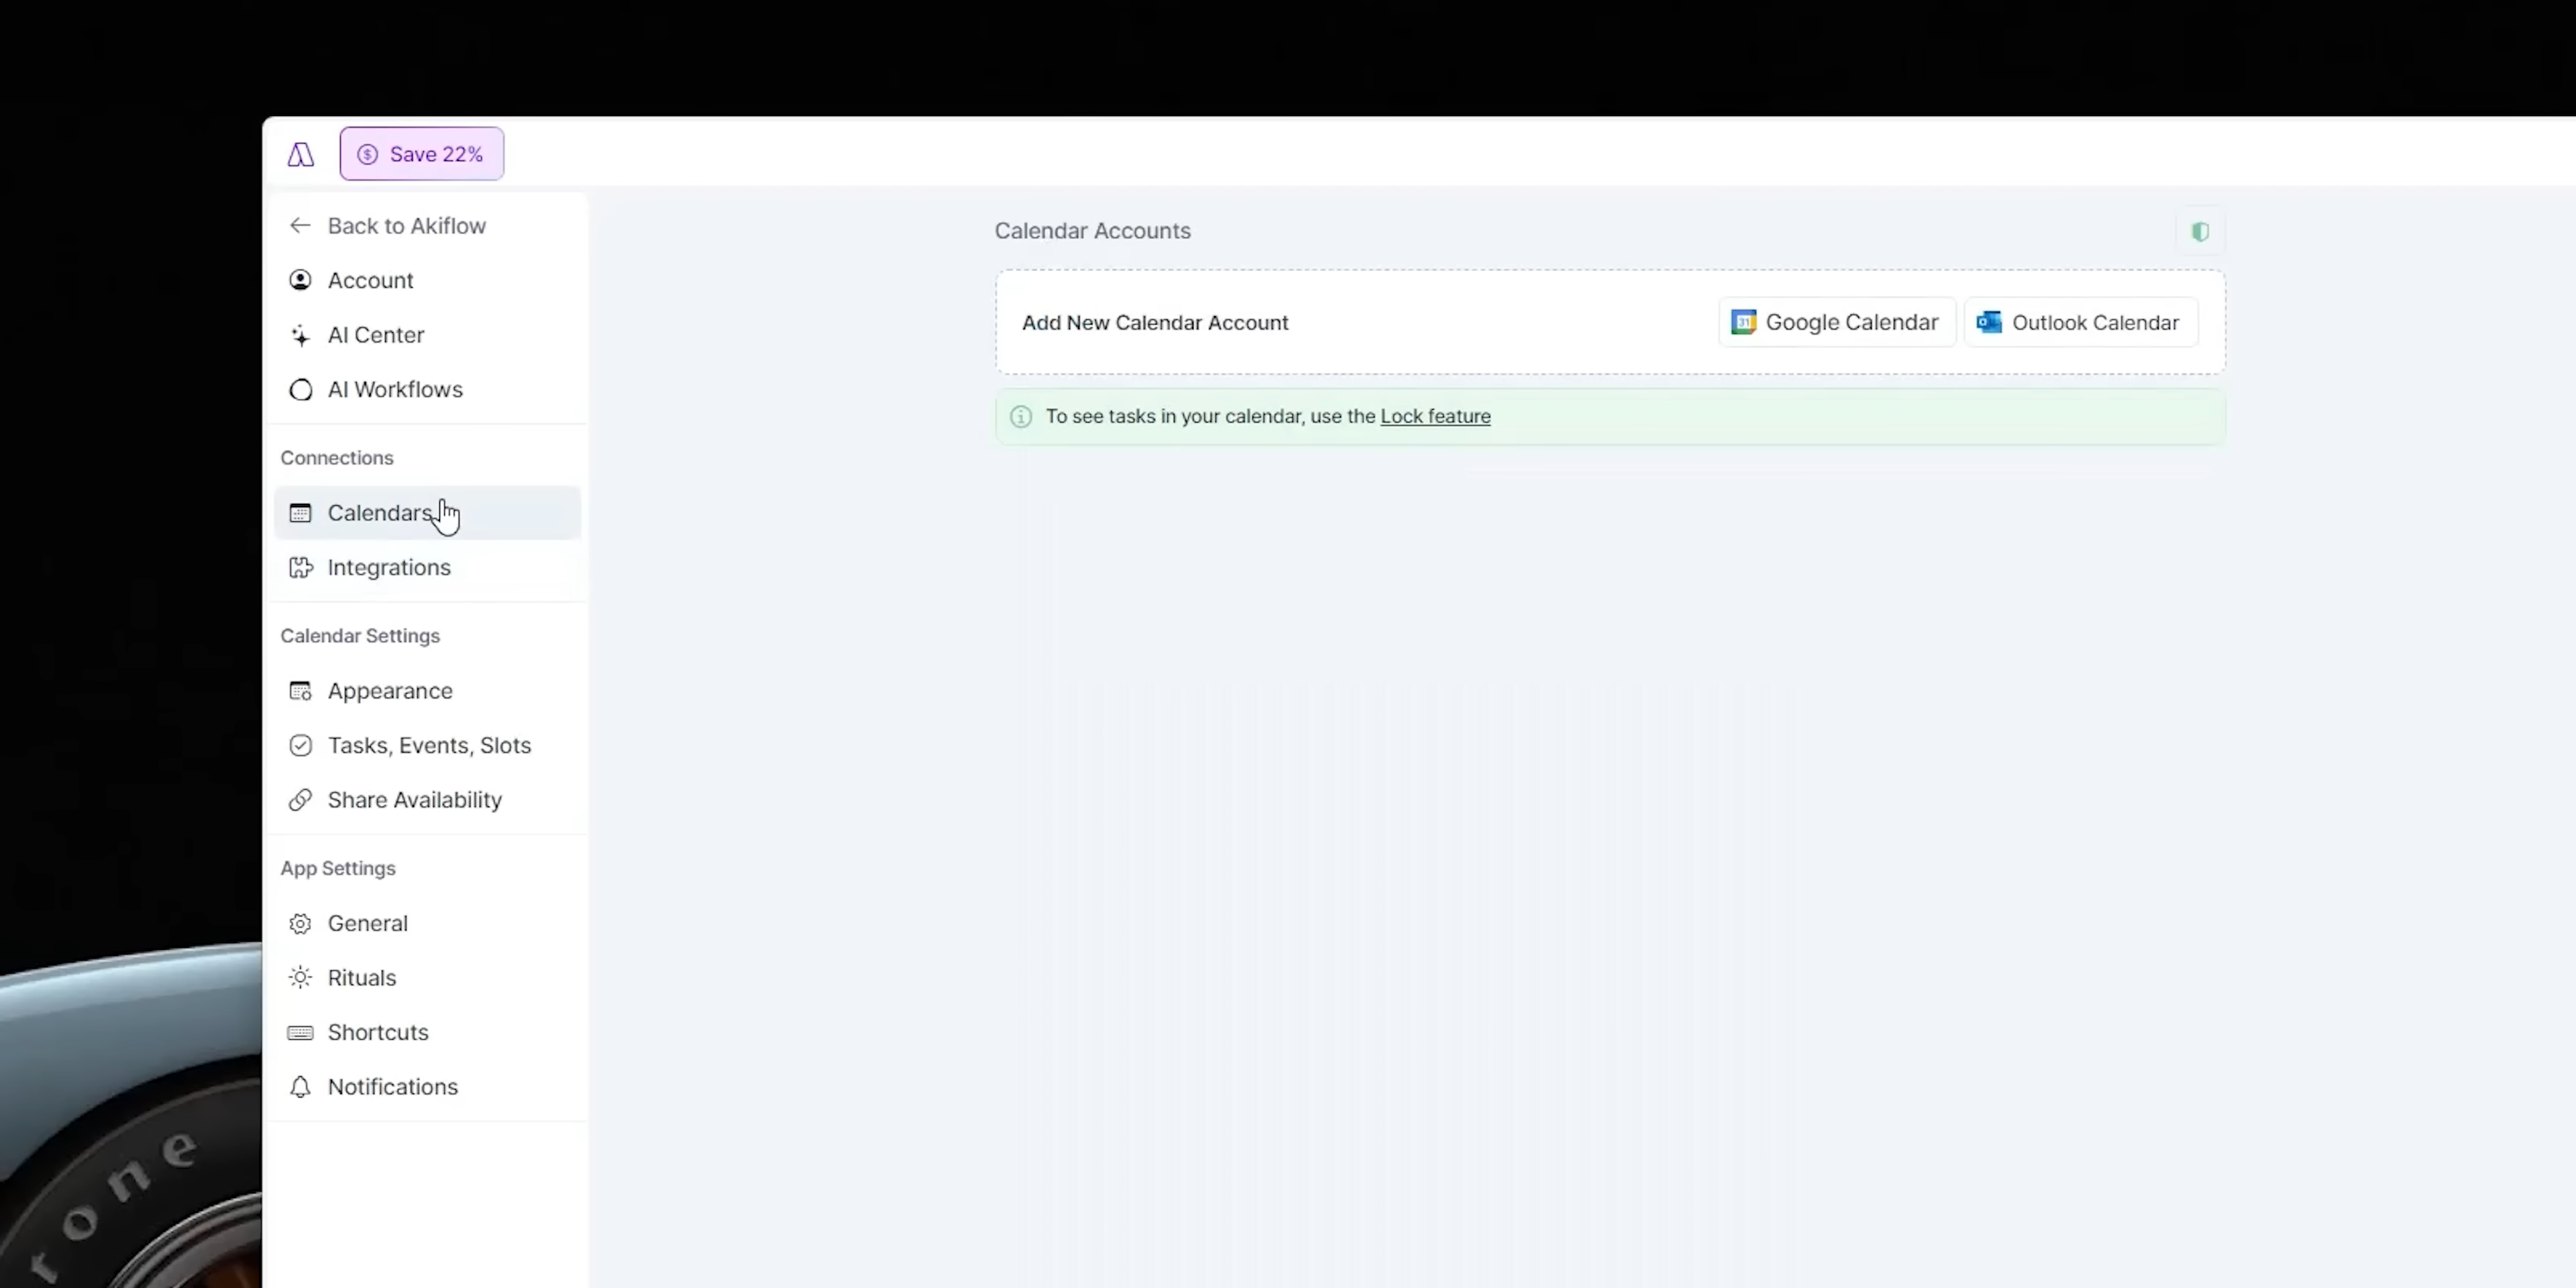 Save 22%
Back to Akiflow
Account
AI Center
AI Workflows
Connections
Calendars
Integrations
Calendar Settings
Appearance
Tasks, Events, Slots
Share Availability
App Settings
General
Rituals
Shortcuts
Notifications
Calendar Accounts
Add New Calendar Account
31 Google Calendar
Outlook Calendar
To see tasks in your calendar, use the Lock feature
tone